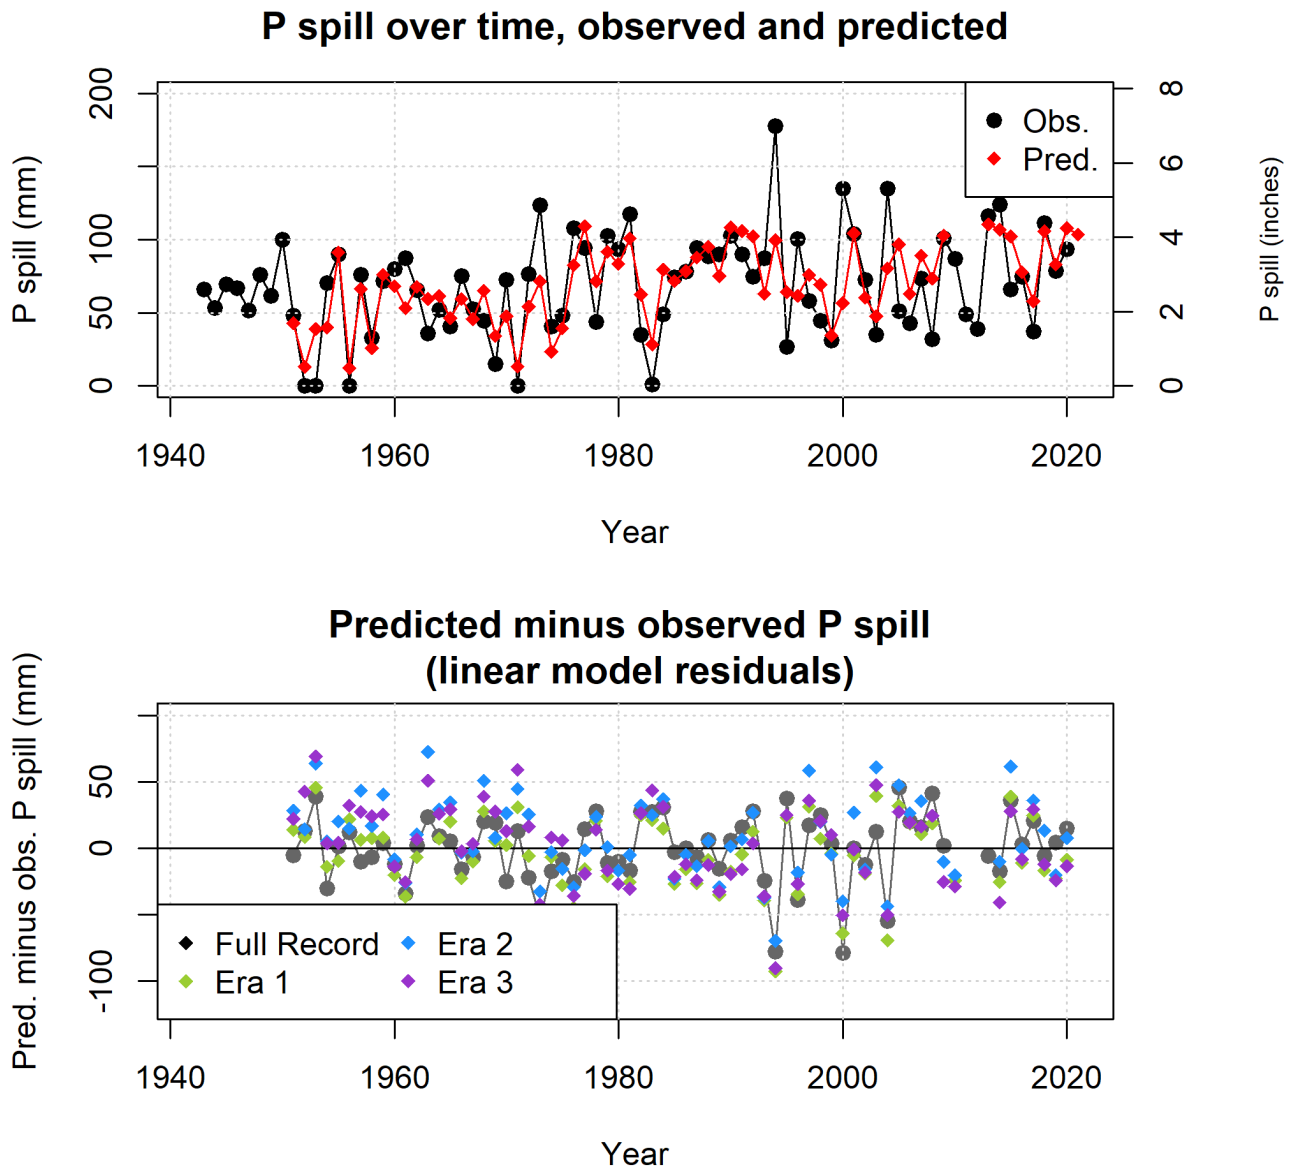 P spill over time, observed and predicted
P spill (mm)
0
50
100
200
Obs.
Pred.
0
2
4
6
8
P spill (inches)
1940
1960
1980
2000
2020
Year
Predicted minus observed P spill
(linear model residuals)
Pred. minus obs. P spill (mm)
-100
0
50
Full Record
Era 2
Era 1
Era 3
1940
1960
1980
2000
2020
Year